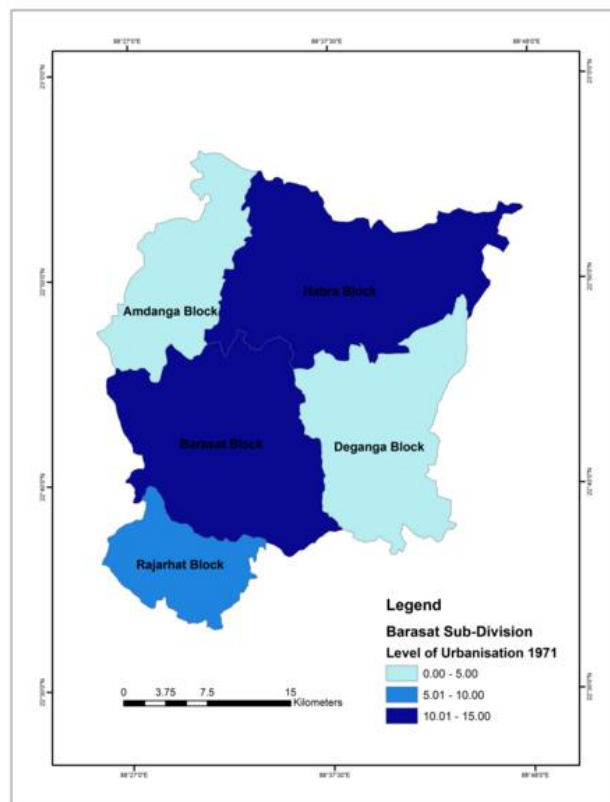 88°27'0"E 88°37'30"E 88°48'0"E
Habra Block
Amdanga Block
Barasat Block
Deganga Block
Rajarhat Block
Legend
Barasat Sub-Division
Level of Urbanisation 1971
0.00 - 5.00
5.01 - 10.00
10.01 - 15.00
0 3.75 7.5 15
Kilometers
88°27'0"E 88°37'30"E 88°48'0"E